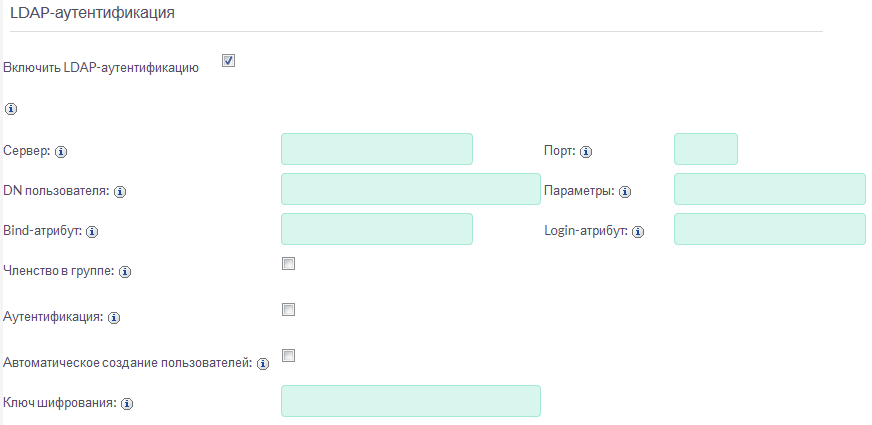 LDAP-аутентификация
Включить LDAP-аутентификацию
Сервер: Порт:
DN пользователя: Параметры:
Bind-атрибут: Login-атрибут:
Членство в группе:
Аутентификация:
Автоматическое создание пользователей:
Ключ шифрования: